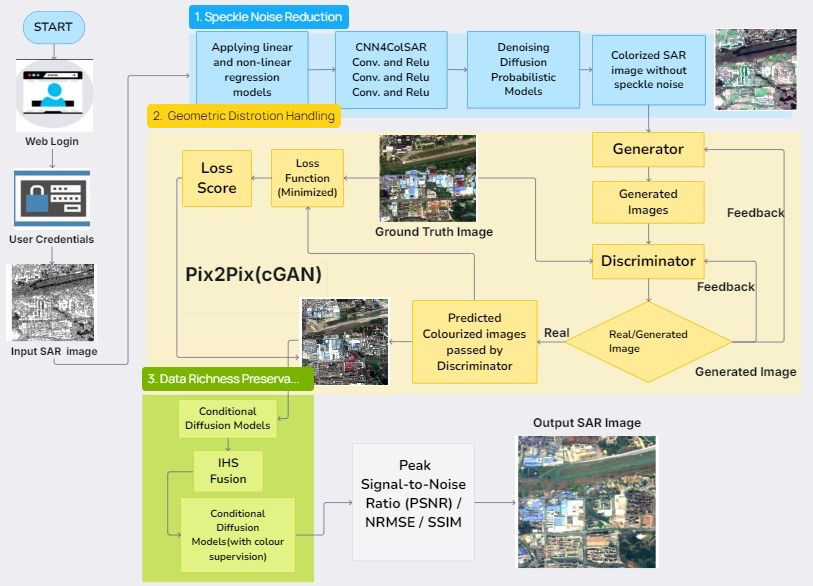 START
Web Login
User Credentials
Input SAR image
1. Speckle Noise Reduction
Applying linear
and non-linear
regression
models
CNN4ColSAR
Conv. and Relu
Conv. and Relu
Conv. and Relu
Denoising
Diffusion
Probabilistic
Models
Colorized SAR
image without
speckle noise
2. Geometric Distrotion Handling
Loss
Score
Loss
Function
(Minimized)
Ground Truth Image
Generator
Generated
Images
Feedback
Discriminator
Feedback
Pix2Pix(cGAN)
Predicted
Colourized images
passed by
Discriminator
Real
Real/Generated
Image
Generated Image
3. Data Richness Preserva...
Conditional
Diffusion Models
IHS
Fusion
Conditional
Diffusion
Models(with colour
supervision)
Peak
Signal-to-Noise
Ratio (PSNR) /
NRMSE / SSIM
Output SAR Image